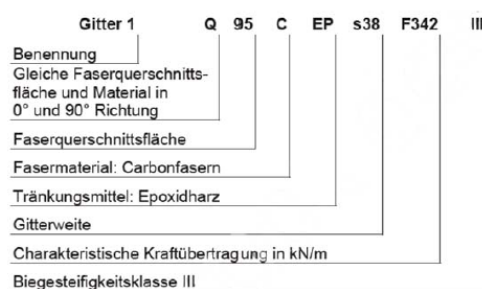 Gitter 1 Q 95 C EP s38 F342 III
Benennung
Gleiche Faserquerschnitts-
fläche und Material in
0° und 90° Richtung
Faserquerschnittsfläche
Fasermaterial: Carbonfasern
Tränkungsmittel: Epoxidharz
Gitterweite
Charakteristische Kraftübertragung in kN/m
Biegesteifigkeitsklasse III